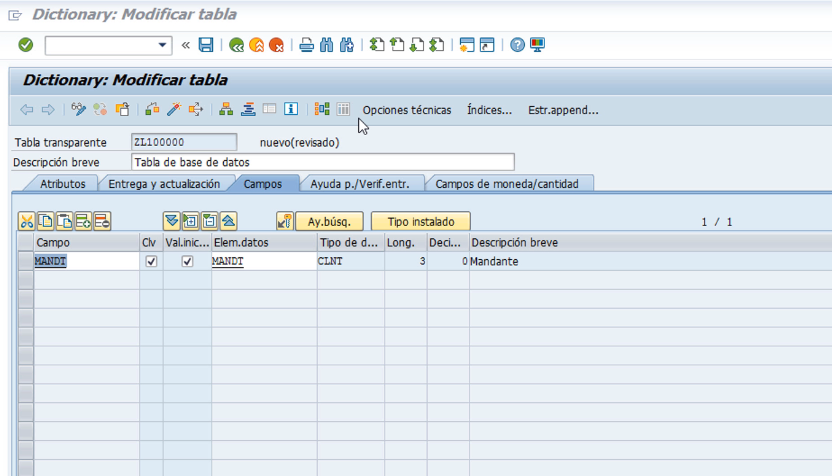 Dictionary: Modificar tabla
Dictionary: Modificar tabla
Opciones técnicas Índices... Estr.append...
Tabla transparente ZL100000 nuevo(revisado)
Descripción breve Tabla de base de datos
Atributos Entrega y actualización Campos Ayuda p./Verif.entr. Campos de moneda/cantidad
Ay.búsq. Tipo instalado 1 / 1
Campo Clv Val.inic... Elem.datos Tipo de d... Long. Deci... Descripción breve
MANDT MANDT CLNT 3 0 Mandante